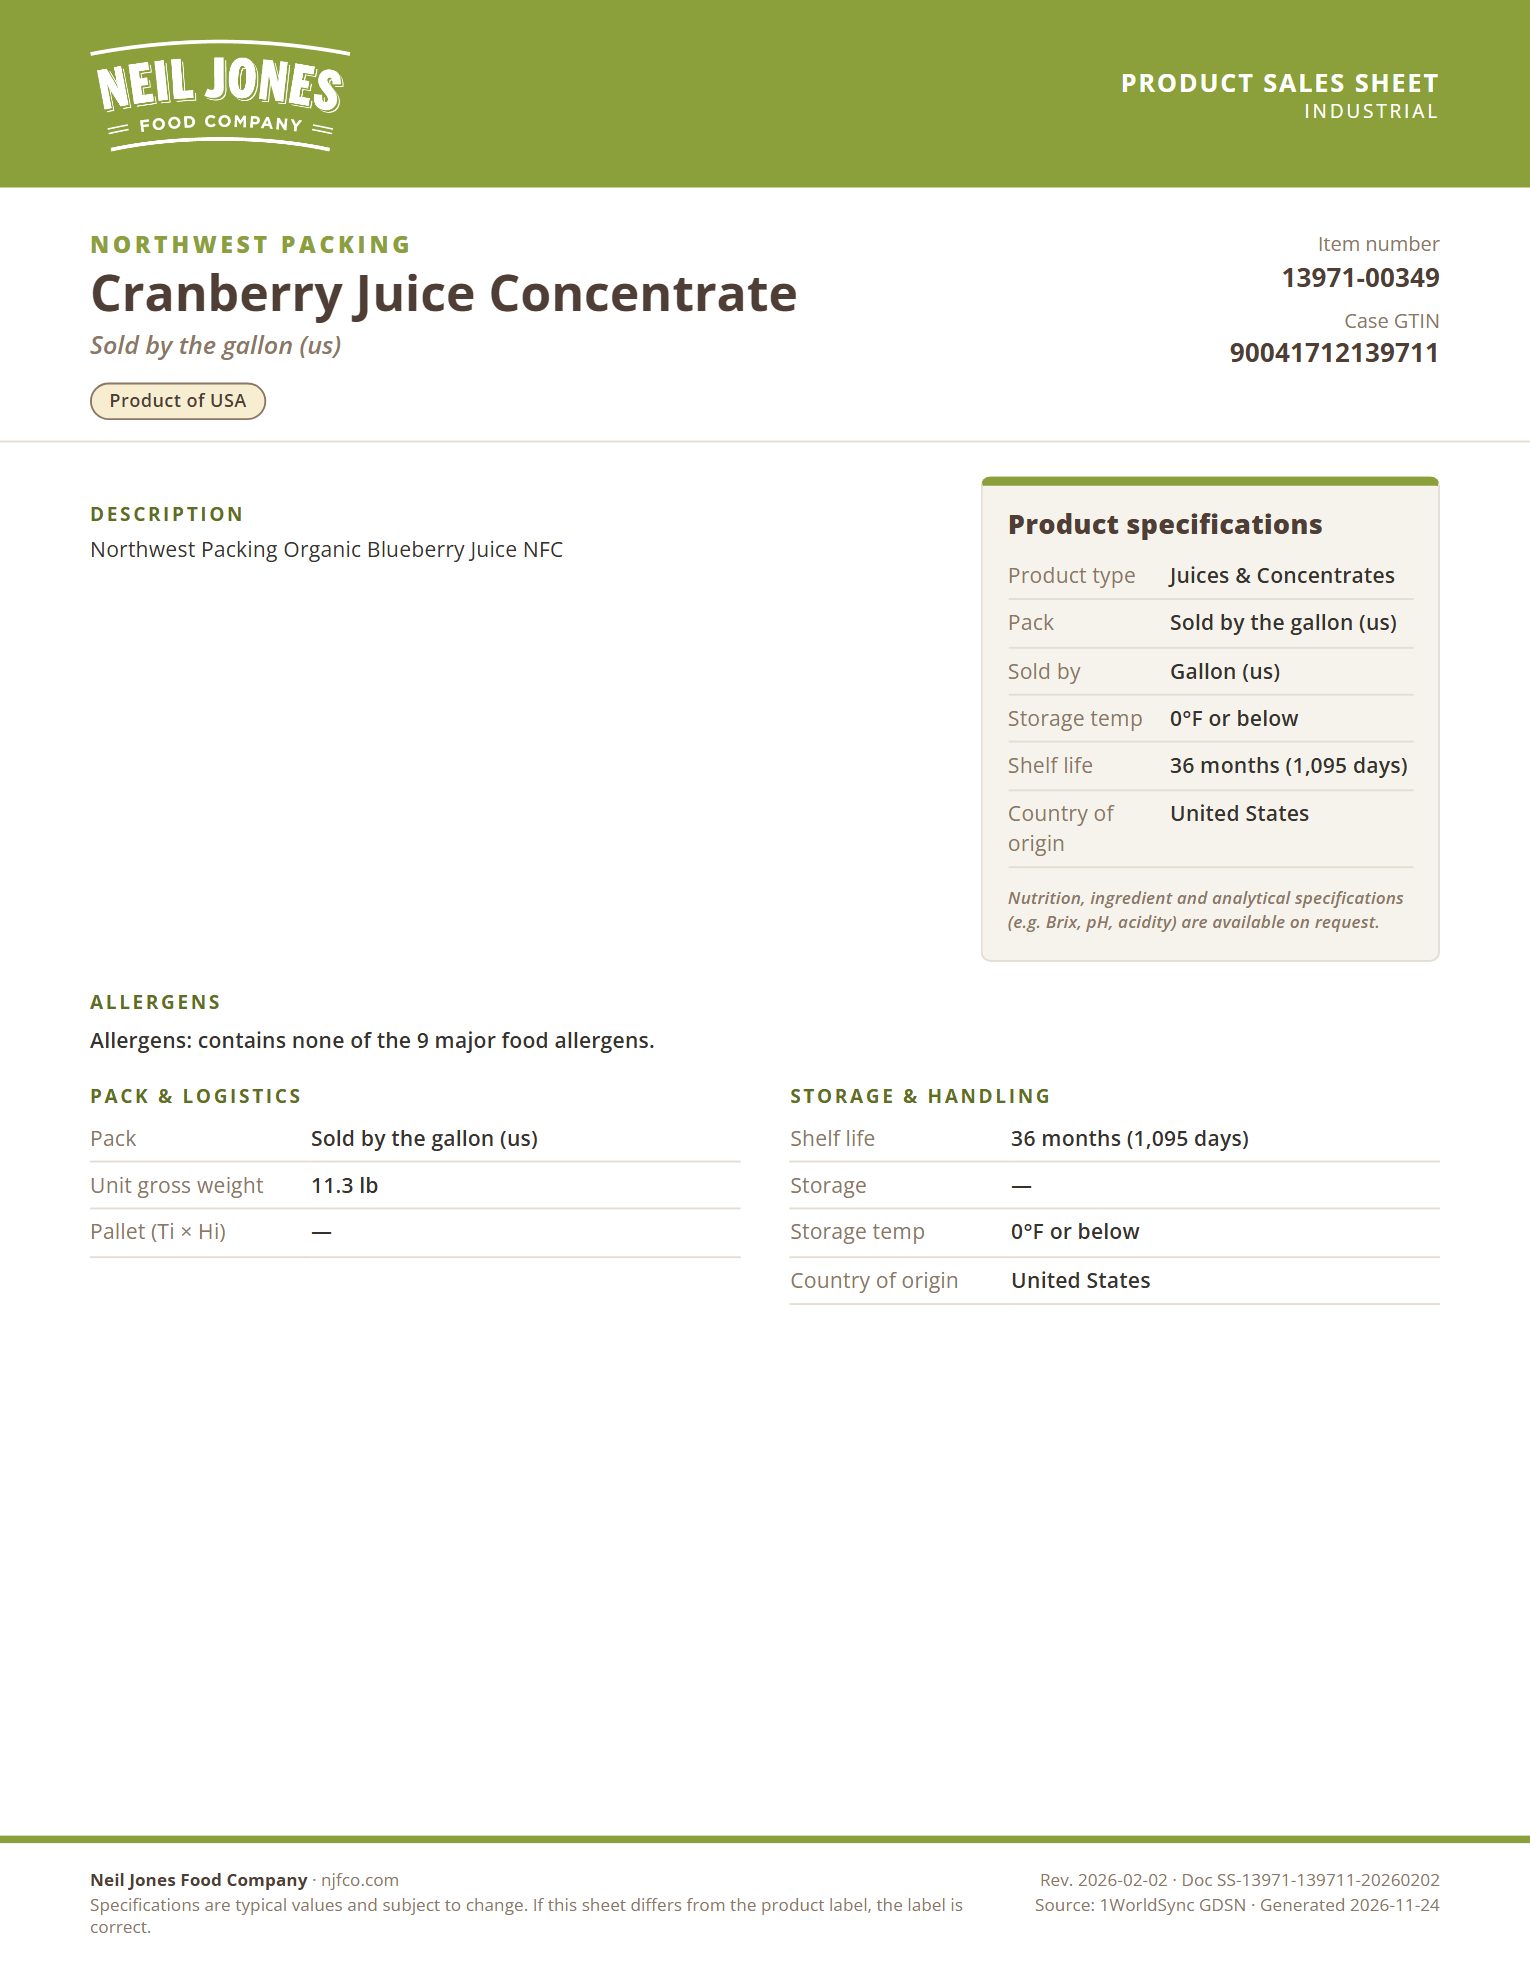 NEIL JONES
FOOD COMPANY
PRODUCT SALES SHEET
INDUSTRIAL
NORTHWEST PACKING
Cranberry Juice Concentrate
Sold by the gallon (us)
Product of USA
Item number
13971-00349
Case GTIN
90041712139711
DESCRIPTION
Northwest Packing Organic Blueberry Juice NFC
Product specifications
Product type Juices & Concentrates
Pack Sold by the gallon (us)
Sold by Gallon (us)
Storage temp 0°F or below
Shelf life 36 months (1,095 days)
Country of origin United States
Nutrition, ingredient and analytical specifications
(e.g. Brix, pH, acidity) are available on request.
ALLERGENS
Allergens: contains none of the 9 major food allergens.
PACK & LOGISTICS
Pack Sold by the gallon (us)
Unit gross weight 11.3 lb
Pallet (Ti × Hi) —
STORAGE & HANDLING
Shelf life 36 months (1,095 days)
Storage —
Storage temp 0°F or below
Country of origin United States
Neil Jones Food Company · njfco.com
Specifications are typical values and subject to change. If this sheet differs from the product label, the label is
correct.
Rev. 2026-02-02 · Doc SS-13971-139711-20260202
Source: 1WorldSync GDSN · Generated 2026-11-24